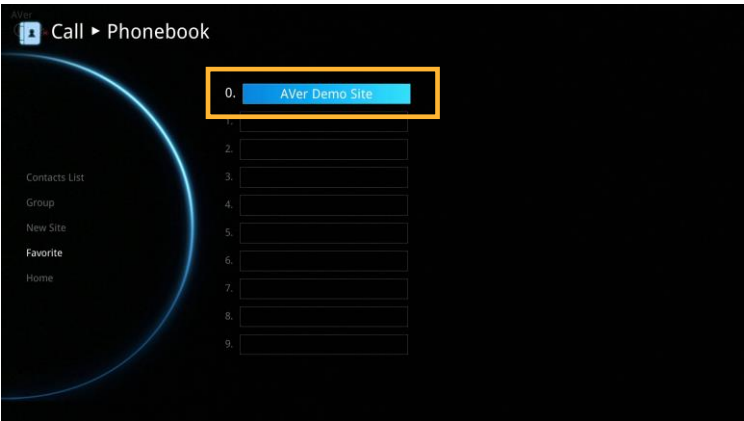 AVer
Call ▸ Phonebook
0. AVer Demo Site
1.
2.
3.
4.
5.
6.
7.
8.
9.
Contacts List
Group
New Site
Favorite
Home